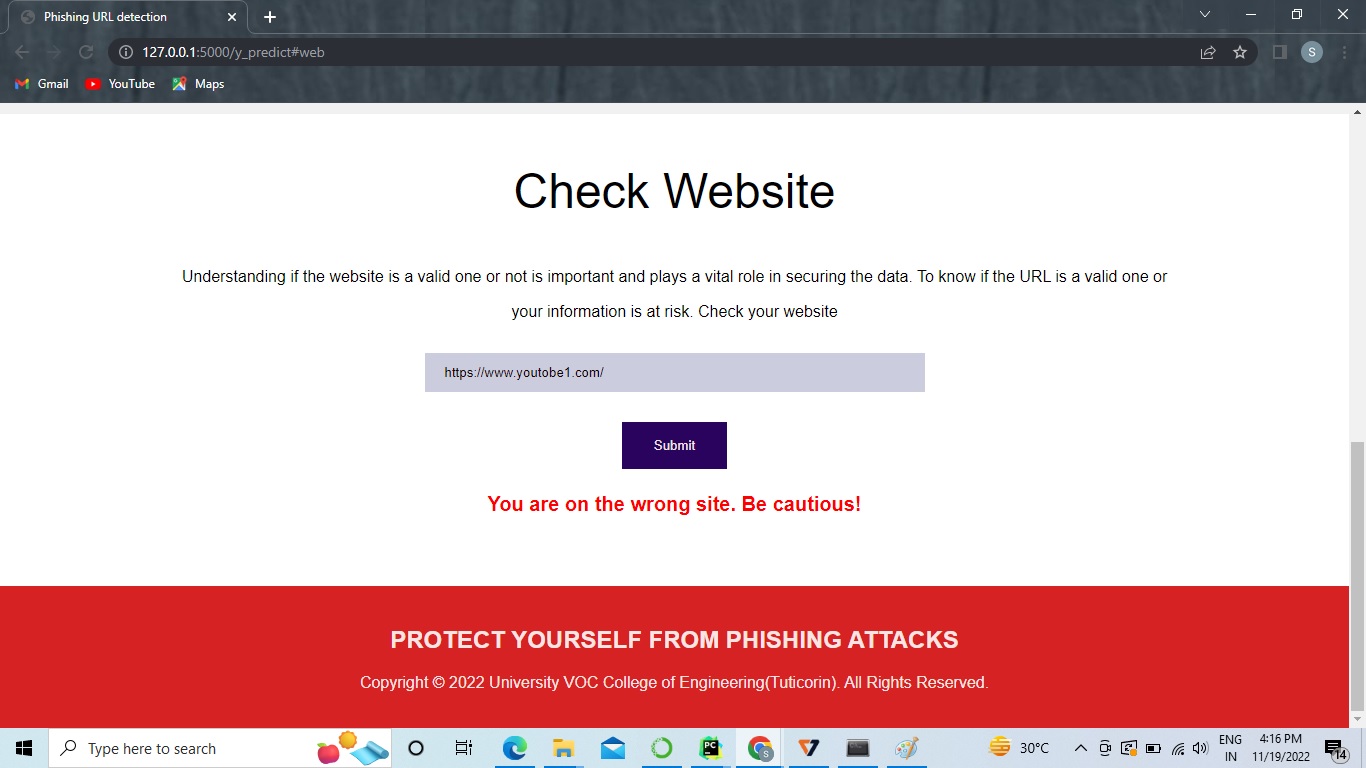 Phishing URL detection
127.0.0.1:5000/y_predict#web
S
Gmail YouTube Maps
Check Website
Understanding if the website is a valid one or not is important and plays a vital role in securing the data. To know if the URL is a valid one or
your information is at risk. Check your website
https://www.youtobe1.com/
Submit
You are on the wrong site. Be cautious!
PROTECT YOURSELF FROM PHISHING ATTACKS
Copyright © 2022 University VOC College of Engineering(Tuticorin). All Rights Reserved.
Type here to search
PC
S
30°C
ENG
IN
4:16 PM
11/19/2022
14